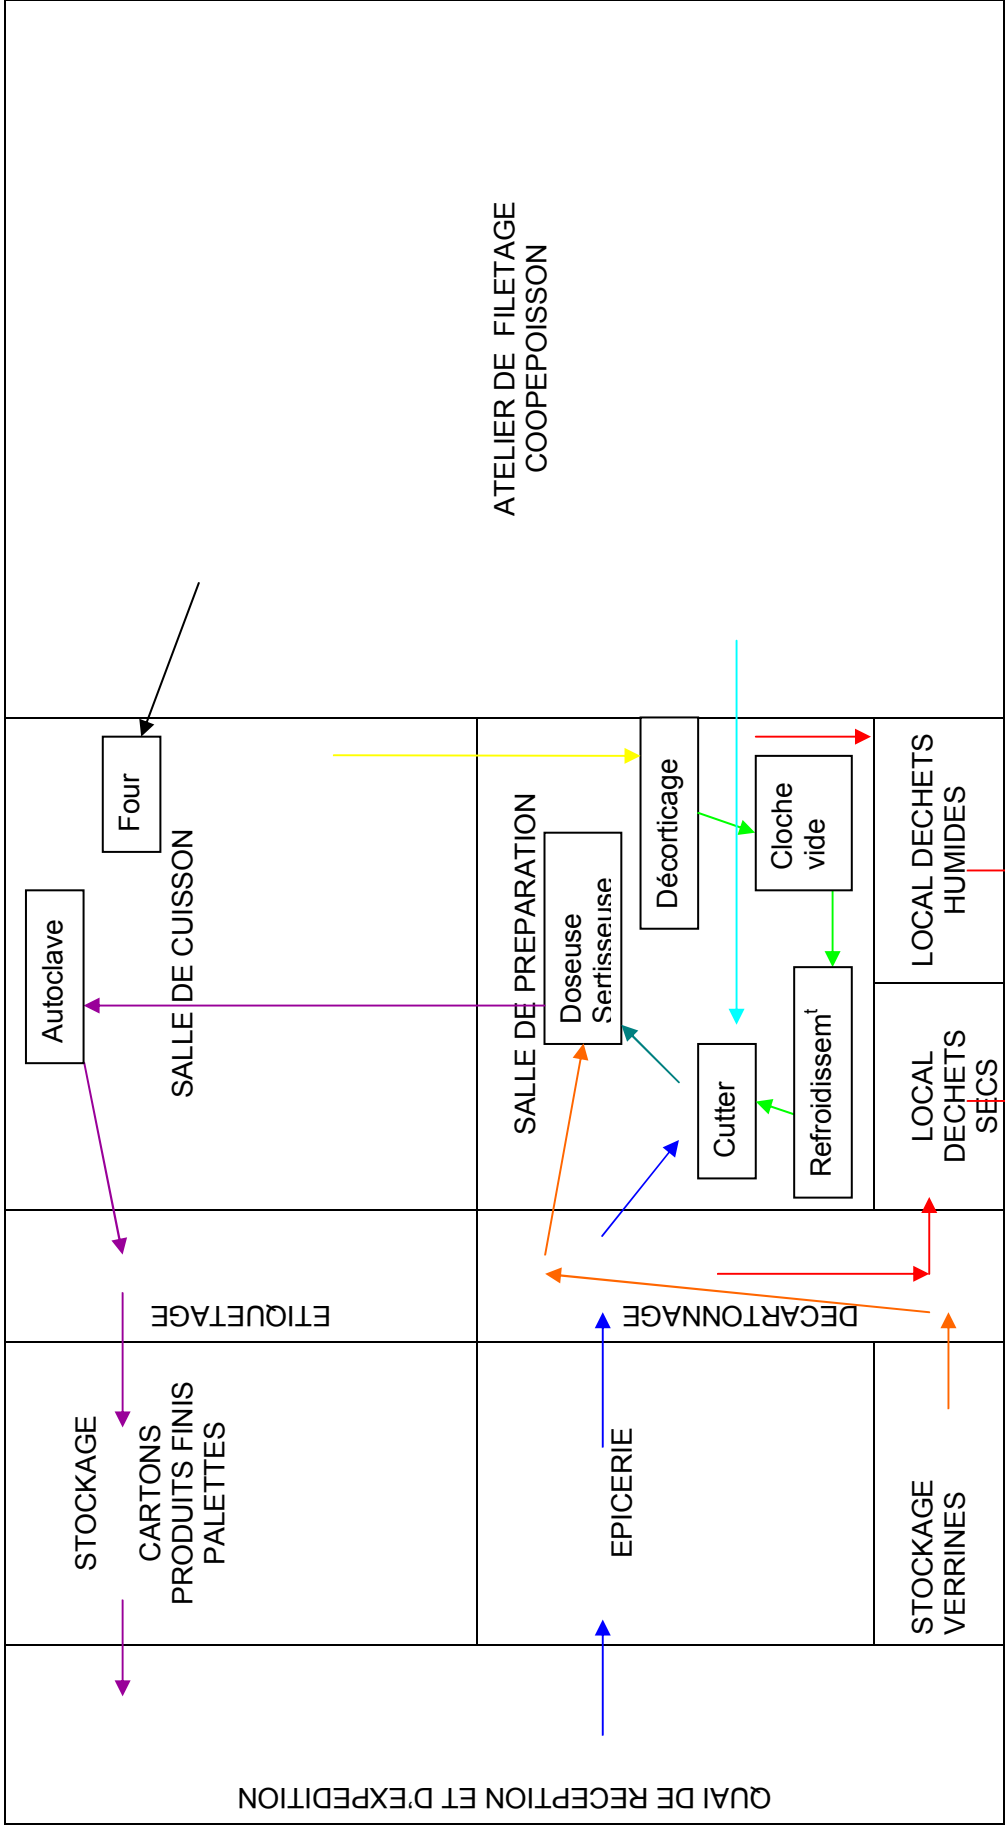 ATELIER DE FILETAGE
COOPEPOISSON
Four
Autoclave
SALLE DE CUISSON
SALLE DE PREPARATION
Doseuse
Sertisseuse
Décorticage
Cloche
vide
Cutter
Refroidissemᵗ
LOCAL DECHETS
HUMIDES
LOCAL
DECHETS
SECS
ETIQUETAGE
DECARTONNAGE
STOCKAGE
CARTONS
PRODUITS FINIS
PALETTES
EPICERIE
STOCKAGE
VERRINES
QUAI DE RECEPTION ET D'EXPEDITION